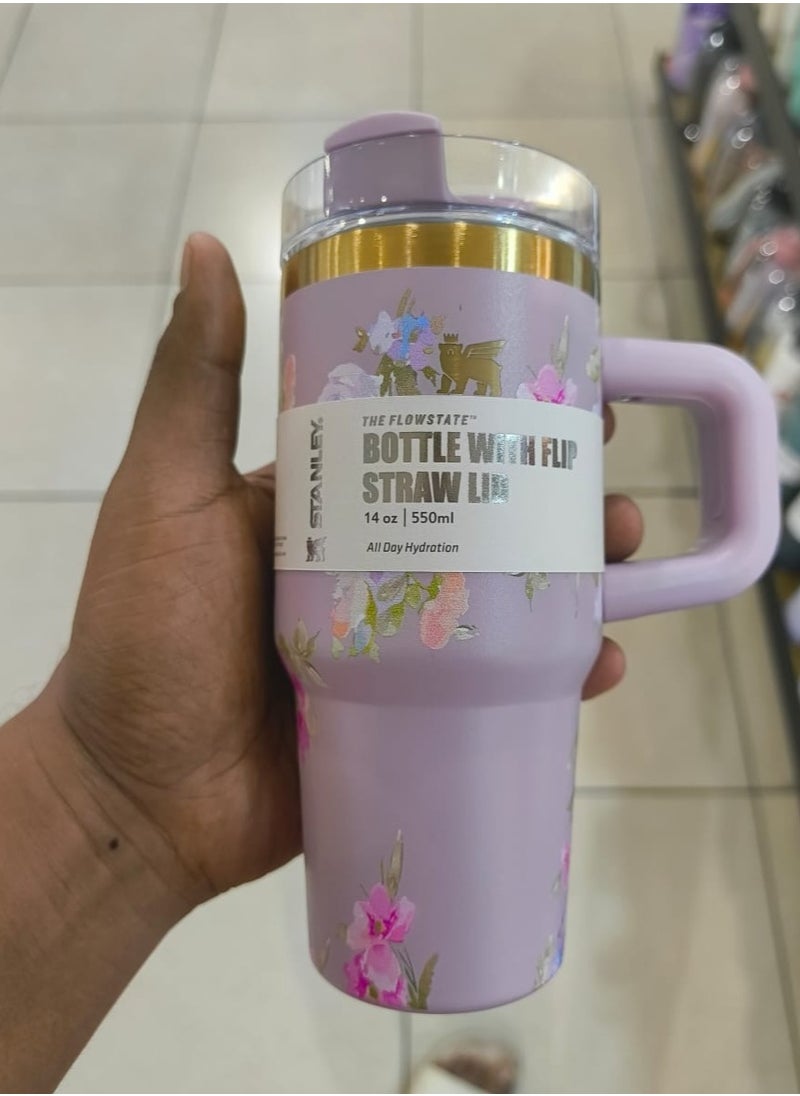 STANLEY.
THE FLOWSTATE™
BOTTLE WITH FLIP
STRAW LID
14 oz | 550ml
All Day Hydration